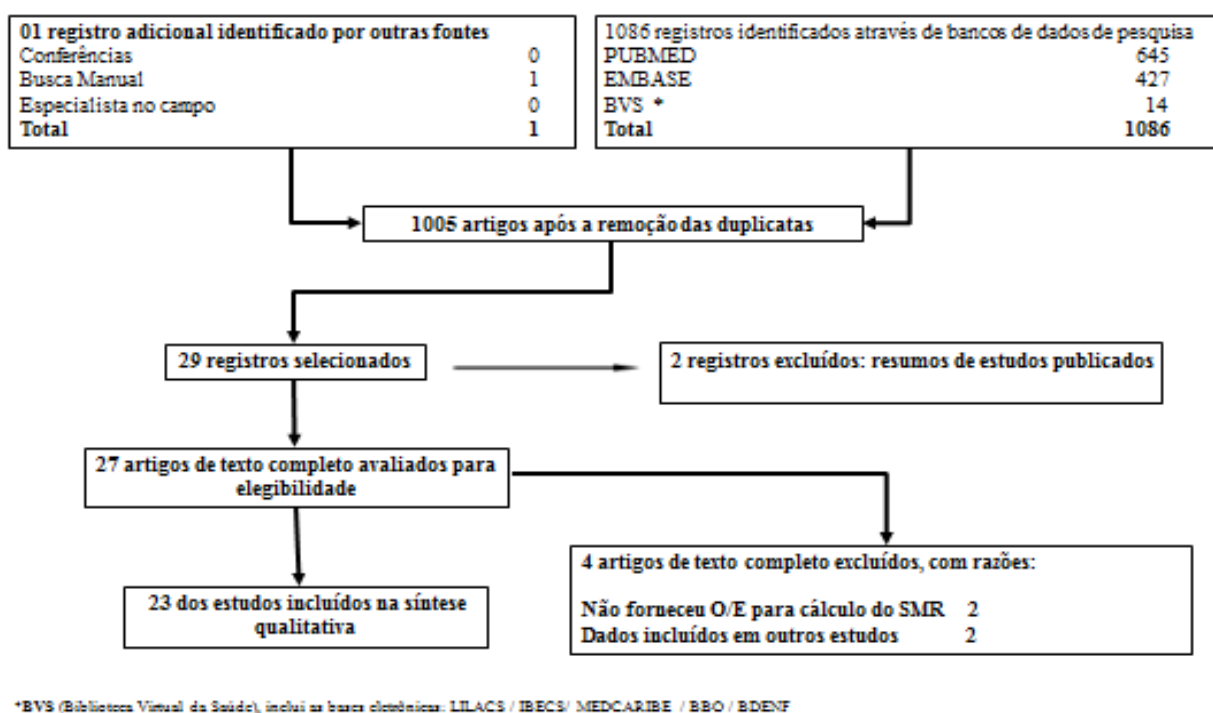 01 registro adicional identificado por outras fontes
Conferências 0
Busca Manual 1
Especialista no campo 0
Total 1
1086 registros identificados através de bancos de dados de pesquisa
PUBMED 645
EMBASE 427
BVS * 14
Total 1086
1005 artigos após a remoção das duplicatas
29 registros selecionados
2 registros excluídos: resumos de estudos publicados
27 artigos de texto completo avaliados para
elegibilidade
4 artigos de texto completo excluídos, com razões:
Não forneceu O/E para cálculo do SMR 2
Dados incluídos em outros estudos 2
23 dos estudos incluídos na síntese
qualitativa
*BVS (Biblioteca Virtual da Saúde), inclui as bases eletrônicas: LILACS / IBECS/ MEDCARIBE / BBO / BDENF